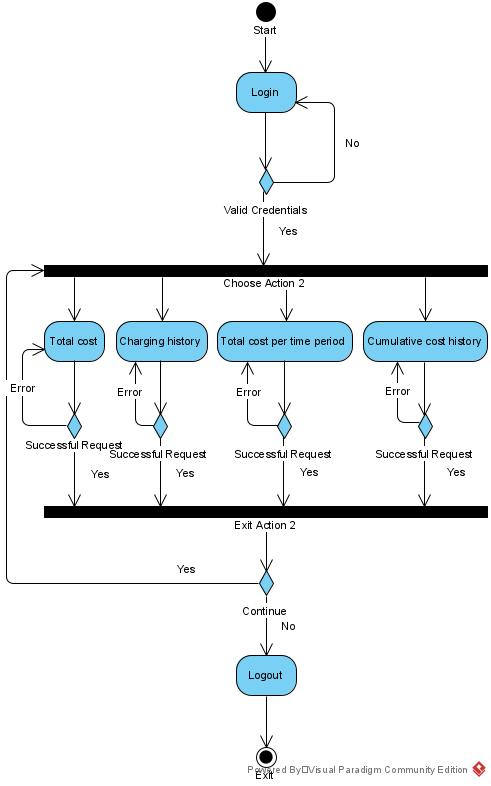 Start
Login
No
Valid Credentials
Yes
Choose Action 2
Total cost
Charging history
Total cost per time period
Cumulative cost history
Error
Error
Error
Error
Successful Request
Successful Request
Successful Request
Successful Request
Yes
Yes
Yes
Yes
Exit Action 2
Yes
Continue
No
Logout
Powered By Visual Paradigm Community Edition
Exit